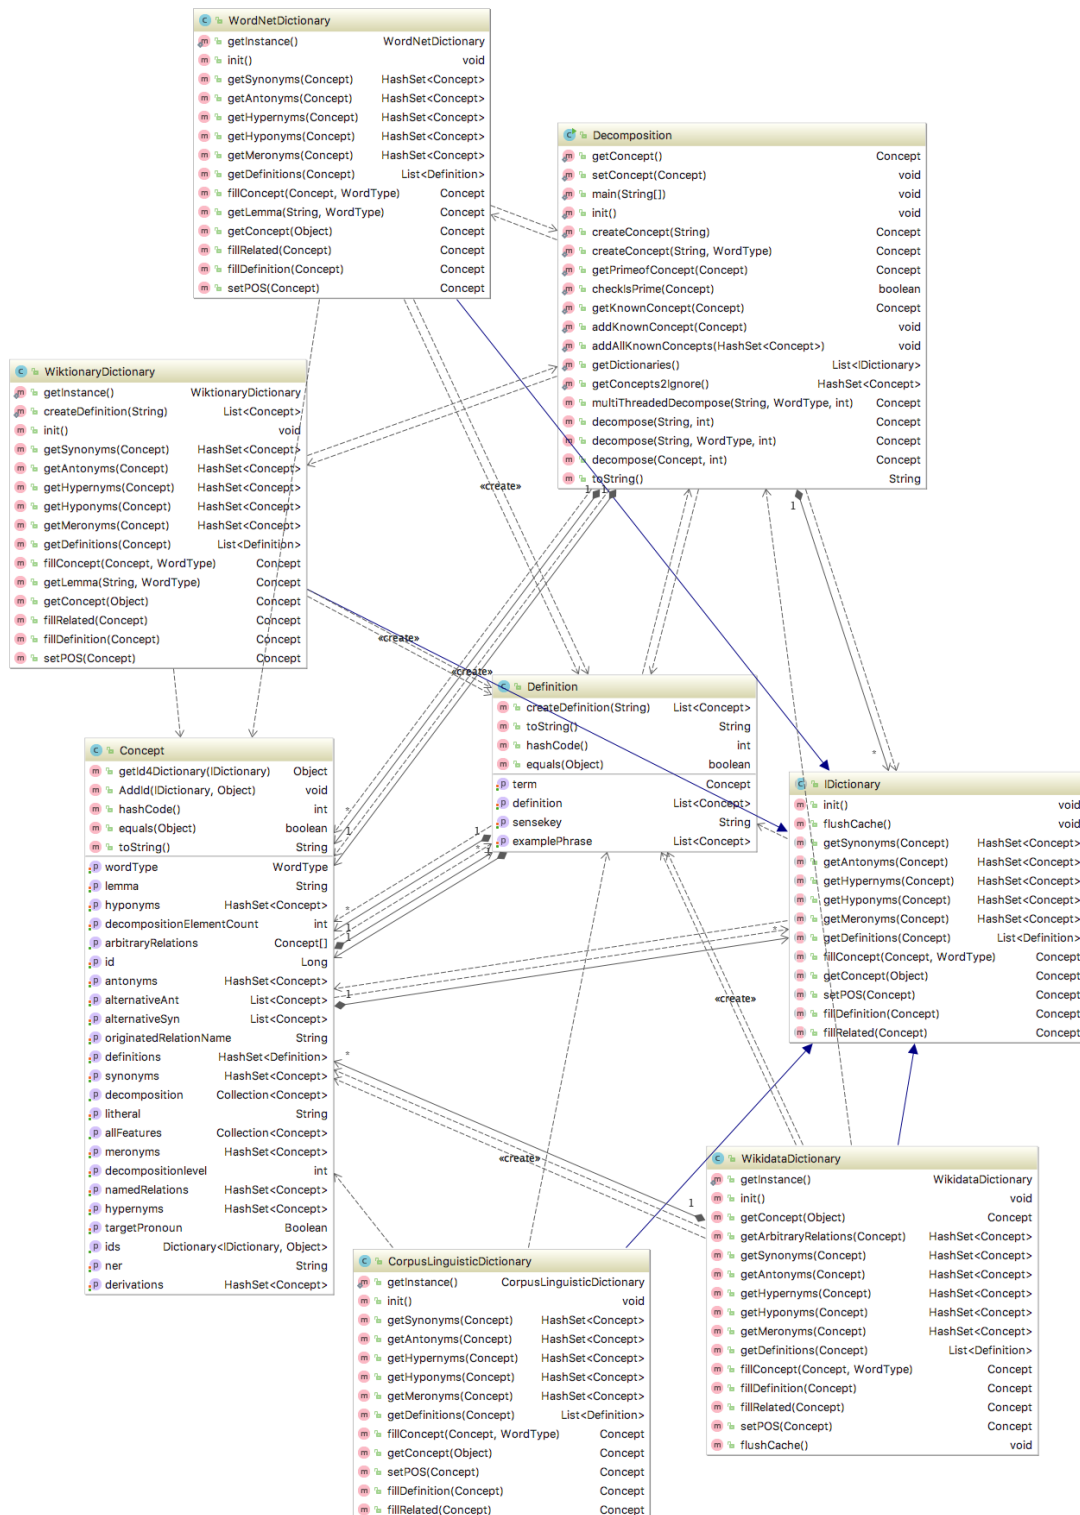 WordNetDictionary
getInstance() WordNetDictionary
init() void
getSynonyms(Concept) HashSet<Concept>
getAntonyms(Concept) HashSet<Concept>
getHypernyms(Concept) HashSet<Concept>
getHyponyms(Concept) HashSet<Concept>
getMeronyms(Concept) HashSet<Concept>
getDefinitions(Concept) List<Definition>
fillConcept(Concept, WordType) Concept
getLemma(String, WordType) Concept
getConcept(Object) Concept
fillRelated(Concept) Concept
fillDefinition(Concept) Concept
setPOS(Concept) Concept
Decomposition
getConcept() Concept
setConcept(Concept) void
main(String[]) void
init() void
createConcept(String) Concept
createConcept(String, WordType) Concept
getPrimeofConcept(Concept) Concept
checkIsPrime(Concept) boolean
getKnownConcept(Concept) Concept
addKnownConcept(Concept) void
addAllKnownConcepts(HashSet<Concept>) void
getDictionaries() List<IDictionary>
getConcepts2Ignore() HashSet<Concept>
multiThreadedDecompose(String, WordType, int) Concept
decompose(String, int) Concept
decompose(String, WordType, int) Concept
decompose(Concept, int) Concept
toString() String
WiktionaryDictionary
getInstance() WiktionaryDictionary
createDefinition(String) List<Concept>
init() void
getSynonyms(Concept) HashSet<Concept>
getAntonyms(Concept) HashSet<Concept>
getHypernyms(Concept) HashSet<Concept>
getHyponyms(Concept) HashSet<Concept>
getMeronyms(Concept) HashSet<Concept>
getDefinitions(Concept) List<Definition>
fillConcept(Concept, WordType) Concept
getLemma(String, WordType) Concept
getConcept(Object) Concept
fillRelated(Concept) Concept
fillDefinition(Concept) Concept
setPOS(Concept) Concept
«create»
1 1
1
«create»
«create»
Definition
createDefinition(String) List<Concept>
toString() String
hashCode() int
equals(Object) boolean
term Concept
definition List<Concept>
sensekey String
examplePhrase List<Concept>
Concept
getId4Dictionary(IDictionary) Object
AddId(IDictionary, Object) void
hashCode() int
equals(Object) boolean
toString() String
wordType WordType
lemma String
hyponyms HashSet<Concept>
decompositionElementCount int
arbitraryRelations Concept[]
id Long
antonyms HashSet<Concept>
alternativeAnt List<Concept>
alternativeSyn List<Concept>
originatedRelationName String
definitions HashSet<Definition>
synonyms HashSet<Concept>
decomposition Collection<Concept>
litheral String
allFeatures Collection<Concept>
meronyms HashSet<Concept>
decompositionlevel int
namedRelations HashSet<Concept>
hypernyms HashSet<Concept>
targetPronoun Boolean
ids Dictionary<IDictionary, Object>
ner String
derivations HashSet<Concept>
*
1
1
*
1
*
1
1
*
1
*
*
IDictionary
init() void
flushCache() void
getSynonyms(Concept) HashSet<Concept>
getAntonyms(Concept) HashSet<Concept>
getHypernyms(Concept) HashSet<Concept>
getHyponyms(Concept) HashSet<Concept>
getMeronyms(Concept) HashSet<Concept>
getDefinitions(Concept) List<Definition>
fillConcept(Concept, WordType) Concept
getConcept(Object) Concept
setPOS(Concept) Concept
fillDefinition(Concept) Concept
fillRelated(Concept) Concept
«create»
«create»
1
WikidataDictionary
getInstance() WikidataDictionary
init() void
getConcept(Object) Concept
getArbitraryRelations(Concept) HashSet<Concept>
getSynonyms(Concept) HashSet<Concept>
getAntonyms(Concept) HashSet<Concept>
getHypernyms(Concept) HashSet<Concept>
getHyponyms(Concept) HashSet<Concept>
getMeronyms(Concept) HashSet<Concept>
getDefinitions(Concept) List<Definition>
fillConcept(Concept, WordType) Concept
fillDefinition(Concept) Concept
fillRelated(Concept) Concept
setPOS(Concept) Concept
flushCache() void
CorpusLinguisticDictionary
getInstance() CorpusLinguisticDictionary
init() void
getSynonyms(Concept) HashSet<Concept>
getAntonyms(Concept) HashSet<Concept>
getHypernyms(Concept) HashSet<Concept>
getHyponyms(Concept) HashSet<Concept>
getMeronyms(Concept) HashSet<Concept>
getDefinitions(Concept) List<Definition>
fillConcept(Concept, WordType) Concept
getConcept(Object) Concept
setPOS(Concept) Concept
fillDefinition(Concept) Concept
fillRelated(Concept) Concept